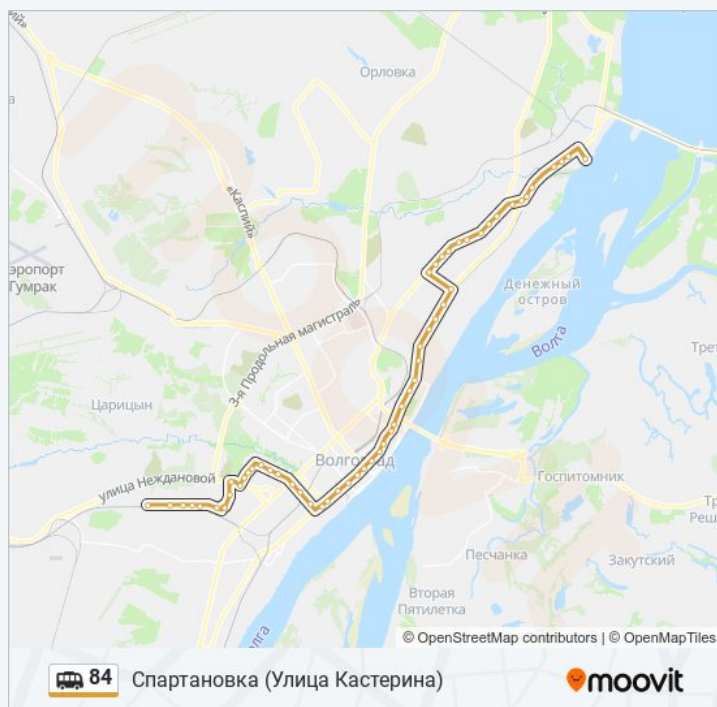 Орловка
«Каспий»
эропорт
Гумрак
Денежный
остров
Волга
3-я Продольная магистраль
Трет
Царицын
Волгоград
улица Неждановой
Госпитомник
Тр
Реш
Песчанка
Закутский
Вторая
Пятилетка
олга
© OpenStreetMap contributors | © OpenMapTiles
84 Спартановка (Улица Кастерина)
moovit